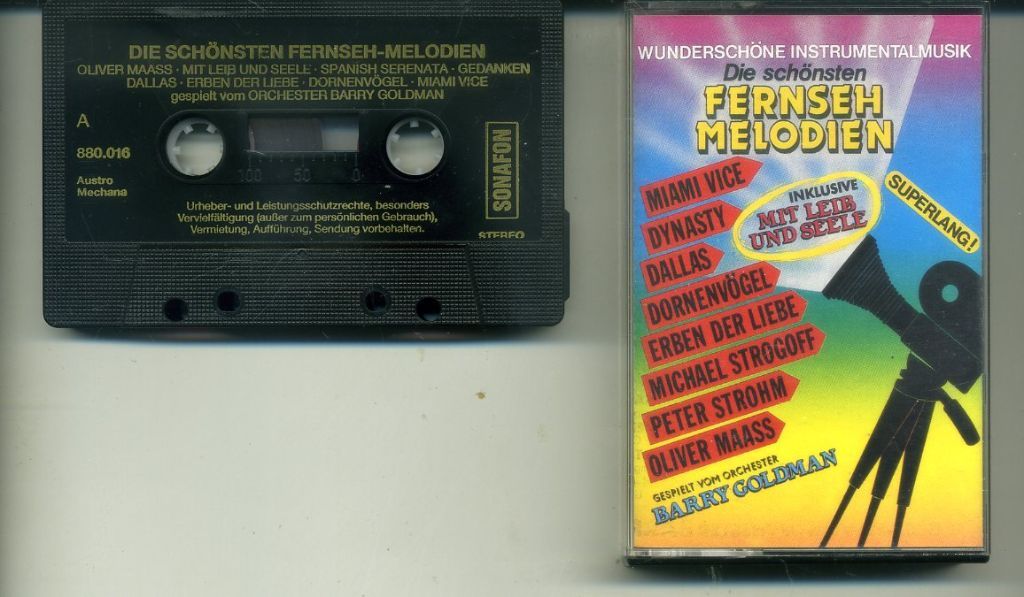 DIE SCHÖNSTEN FERNSEH-MELODIEN
OLIVER MAASS · MIT LEIB UND SEELE · SPANISH SERENATA · GEDANKEN
DALLAS · ERBEN DER LIEBE · DORNENVÖGEL · MIAMI VICE
gespielt vom ORCHESTER BARRY GOLDMAN
A
880.016
Austro
Mechana
100 50 0
SONAFON
Urheber- und Leistungsschutzrechte, besonders
Vervielfältigung (außer zum persönlichen Gebrauch),
Vermietung, Aufführung, Sendung vorbehalten.
STEREO
WUNDERSCHÖNE INSTRUMENTALMUSIK
Die schönsten
FERNSEH
MELODIEN
MIAMI VICE
DYNASTY
DALLAS
DORNENVÖGEL
ERBEN DER LIEBE
MICHAEL STROGOFF
PETER STROHM
OLIVER MAASS
INKLUSIVE
MIT LEIB
UND SEELE
SUPERLANG!
GESPIELT VOM ORCHESTER
BARRY GOLDMAN